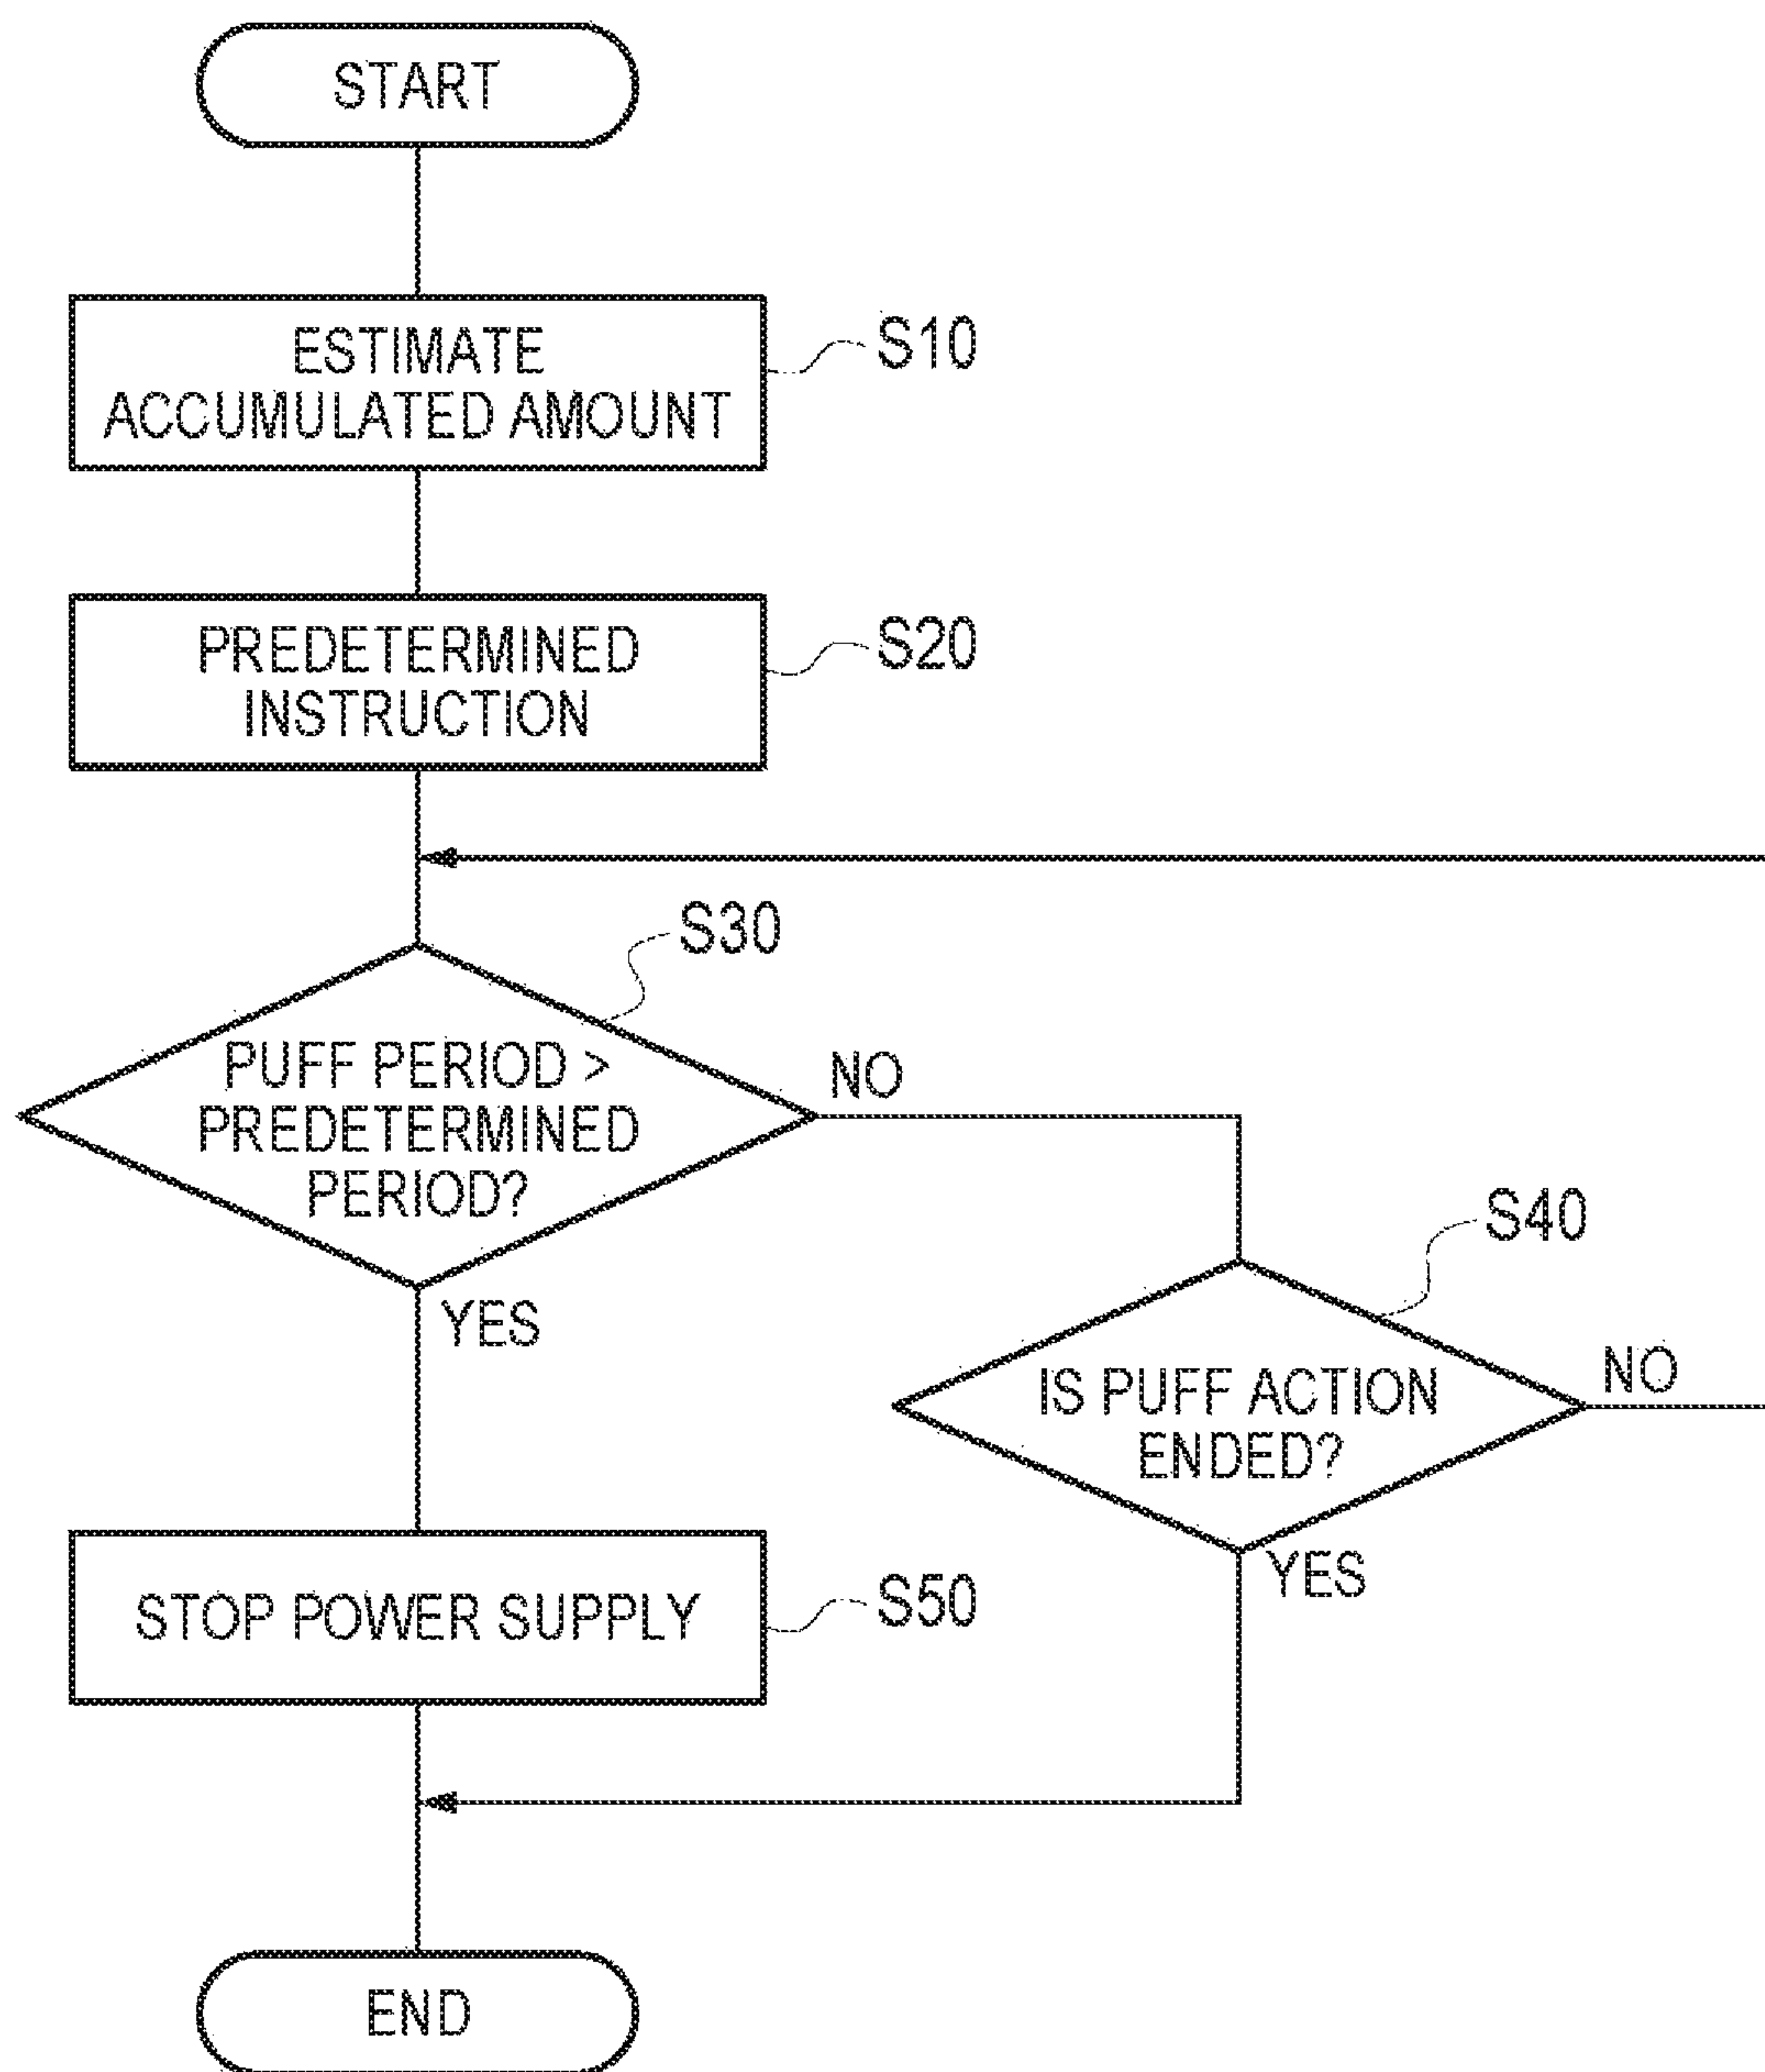 START
ESTIMATE
ACCUMULATED AMOUNT
S10
PREDETERMINED
INSTRUCTION
S20
S30
PUFF PERIOD >
PREDETERMINED
PERIOD?
NO
YES
S40
IS PUFF ACTION
ENDED?
NO
YES
STOP POWER SUPPLY
S50
END